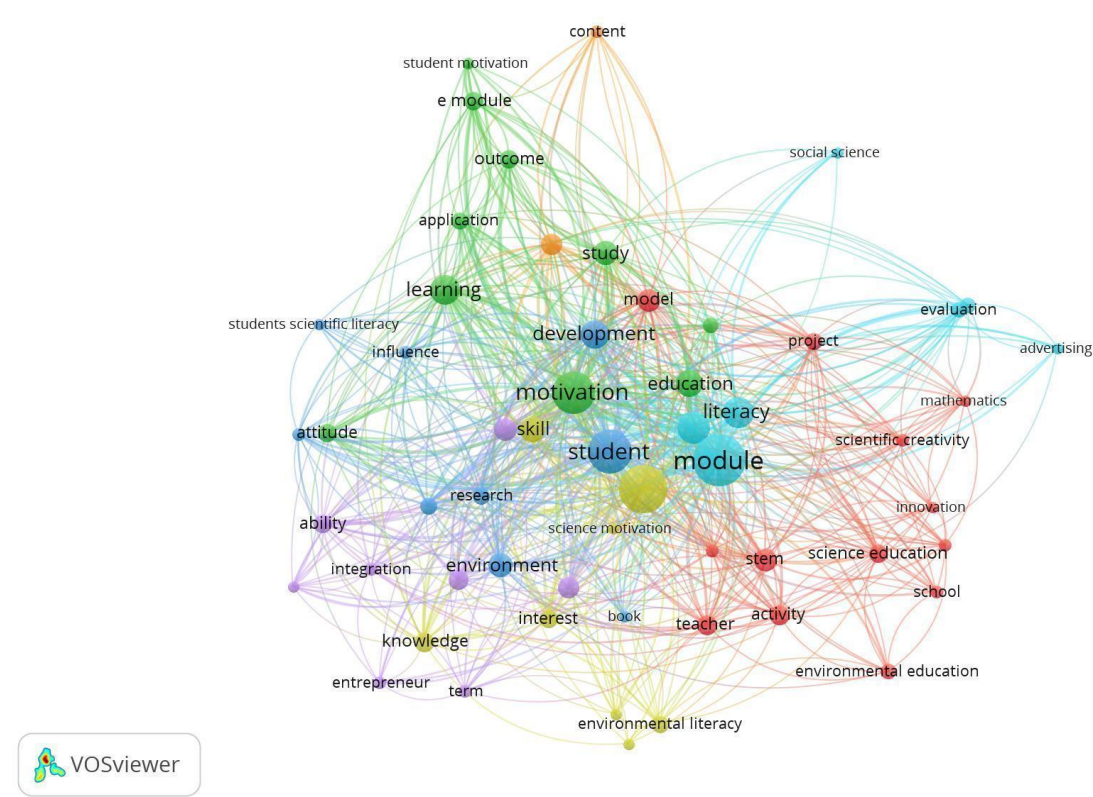 content
student motivation
e module
outcome
social science
application
study
learning
model
evaluation
students scientific literacy
development
influence
project
advertising
motivation
education
mathematics
literacy
attitude
skill
scientific creativity
student
module
research
innovation
ability
science motivation
science education
stem
integration
environment
school
interest
book
activity
teacher
knowledge
environmental education
entrepreneur
term
environmental literacy
VOSviewer